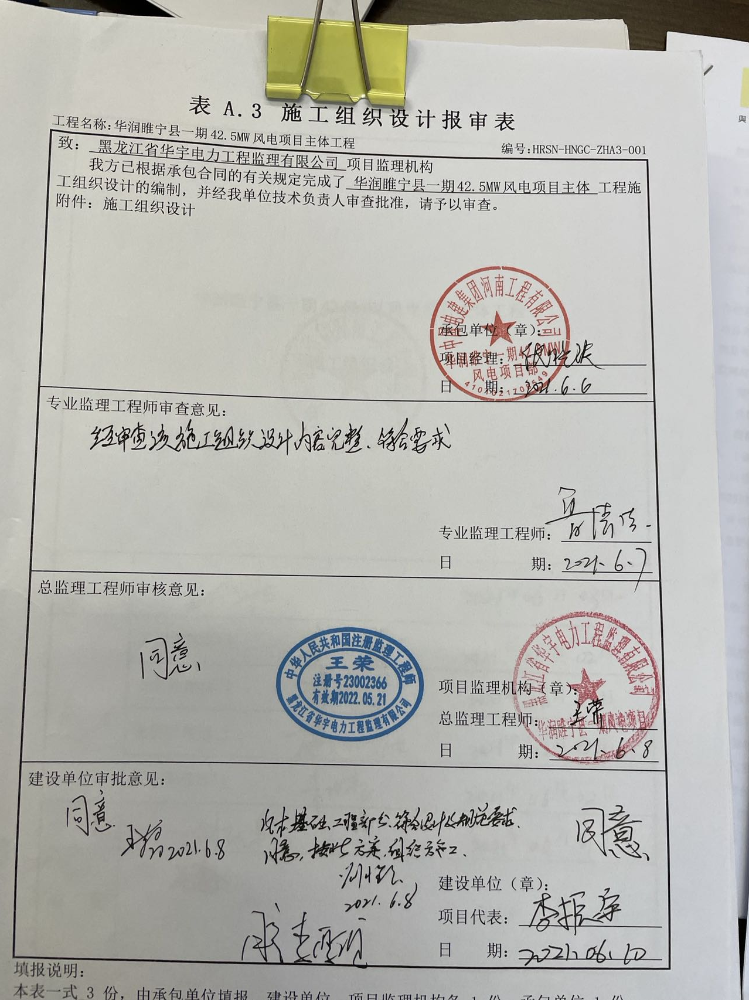 表 A.3 施工组织设计报审表
工程名称:华润睢宁县一期42.5MW风电项目主体工程
编号:HRSN-HNGC-ZHA3-001
致: 黑龙江省华宇电力工程监理有限公司 项目监理机构
我方已根据承包合同的有关规定完成了 华润睢宁县一期42.5MW风电项目主体 工程施
工组织设计的编制，并经我单位技术负责人审查批准，请予以审查。
附件：施工组织设计
中国电建集团河南工程有限公司
华润睢宁一期42.5MW
风电项目部
承包单位（章）:
项目经理:
日 期: 2021.6.6
专业监理工程师审查意见:
经审查该施工组织设计内容完整、符合要求
专业监理工程师:
日 期: 2021.6.7
总监理工程师审核意见:
同意
中华人民共和国注册监理工程师
王荣
注册号23002366
有效期2022.05.21
黑龙江省华宇电力工程监理有限公司
黑龙江省华宇电力工程监理有限公司
华润睢宁县一期风电项目
项目监理机构（章）:
总监理工程师: 王荣
日 期: 2021.6.8
建设单位审批意见:
同意
2021.6.8
基础工程部分符合设计及规范要求.
同意，按此方案组织施工.
2021.6.8
同意
建设单位（章）:
项目代表: 李振宇
日 期: 2021.06.10
填报说明:
本表一式 3 份，由承包单位填报，建设单位、项目监理机构各 1 份，承包单位 1 份